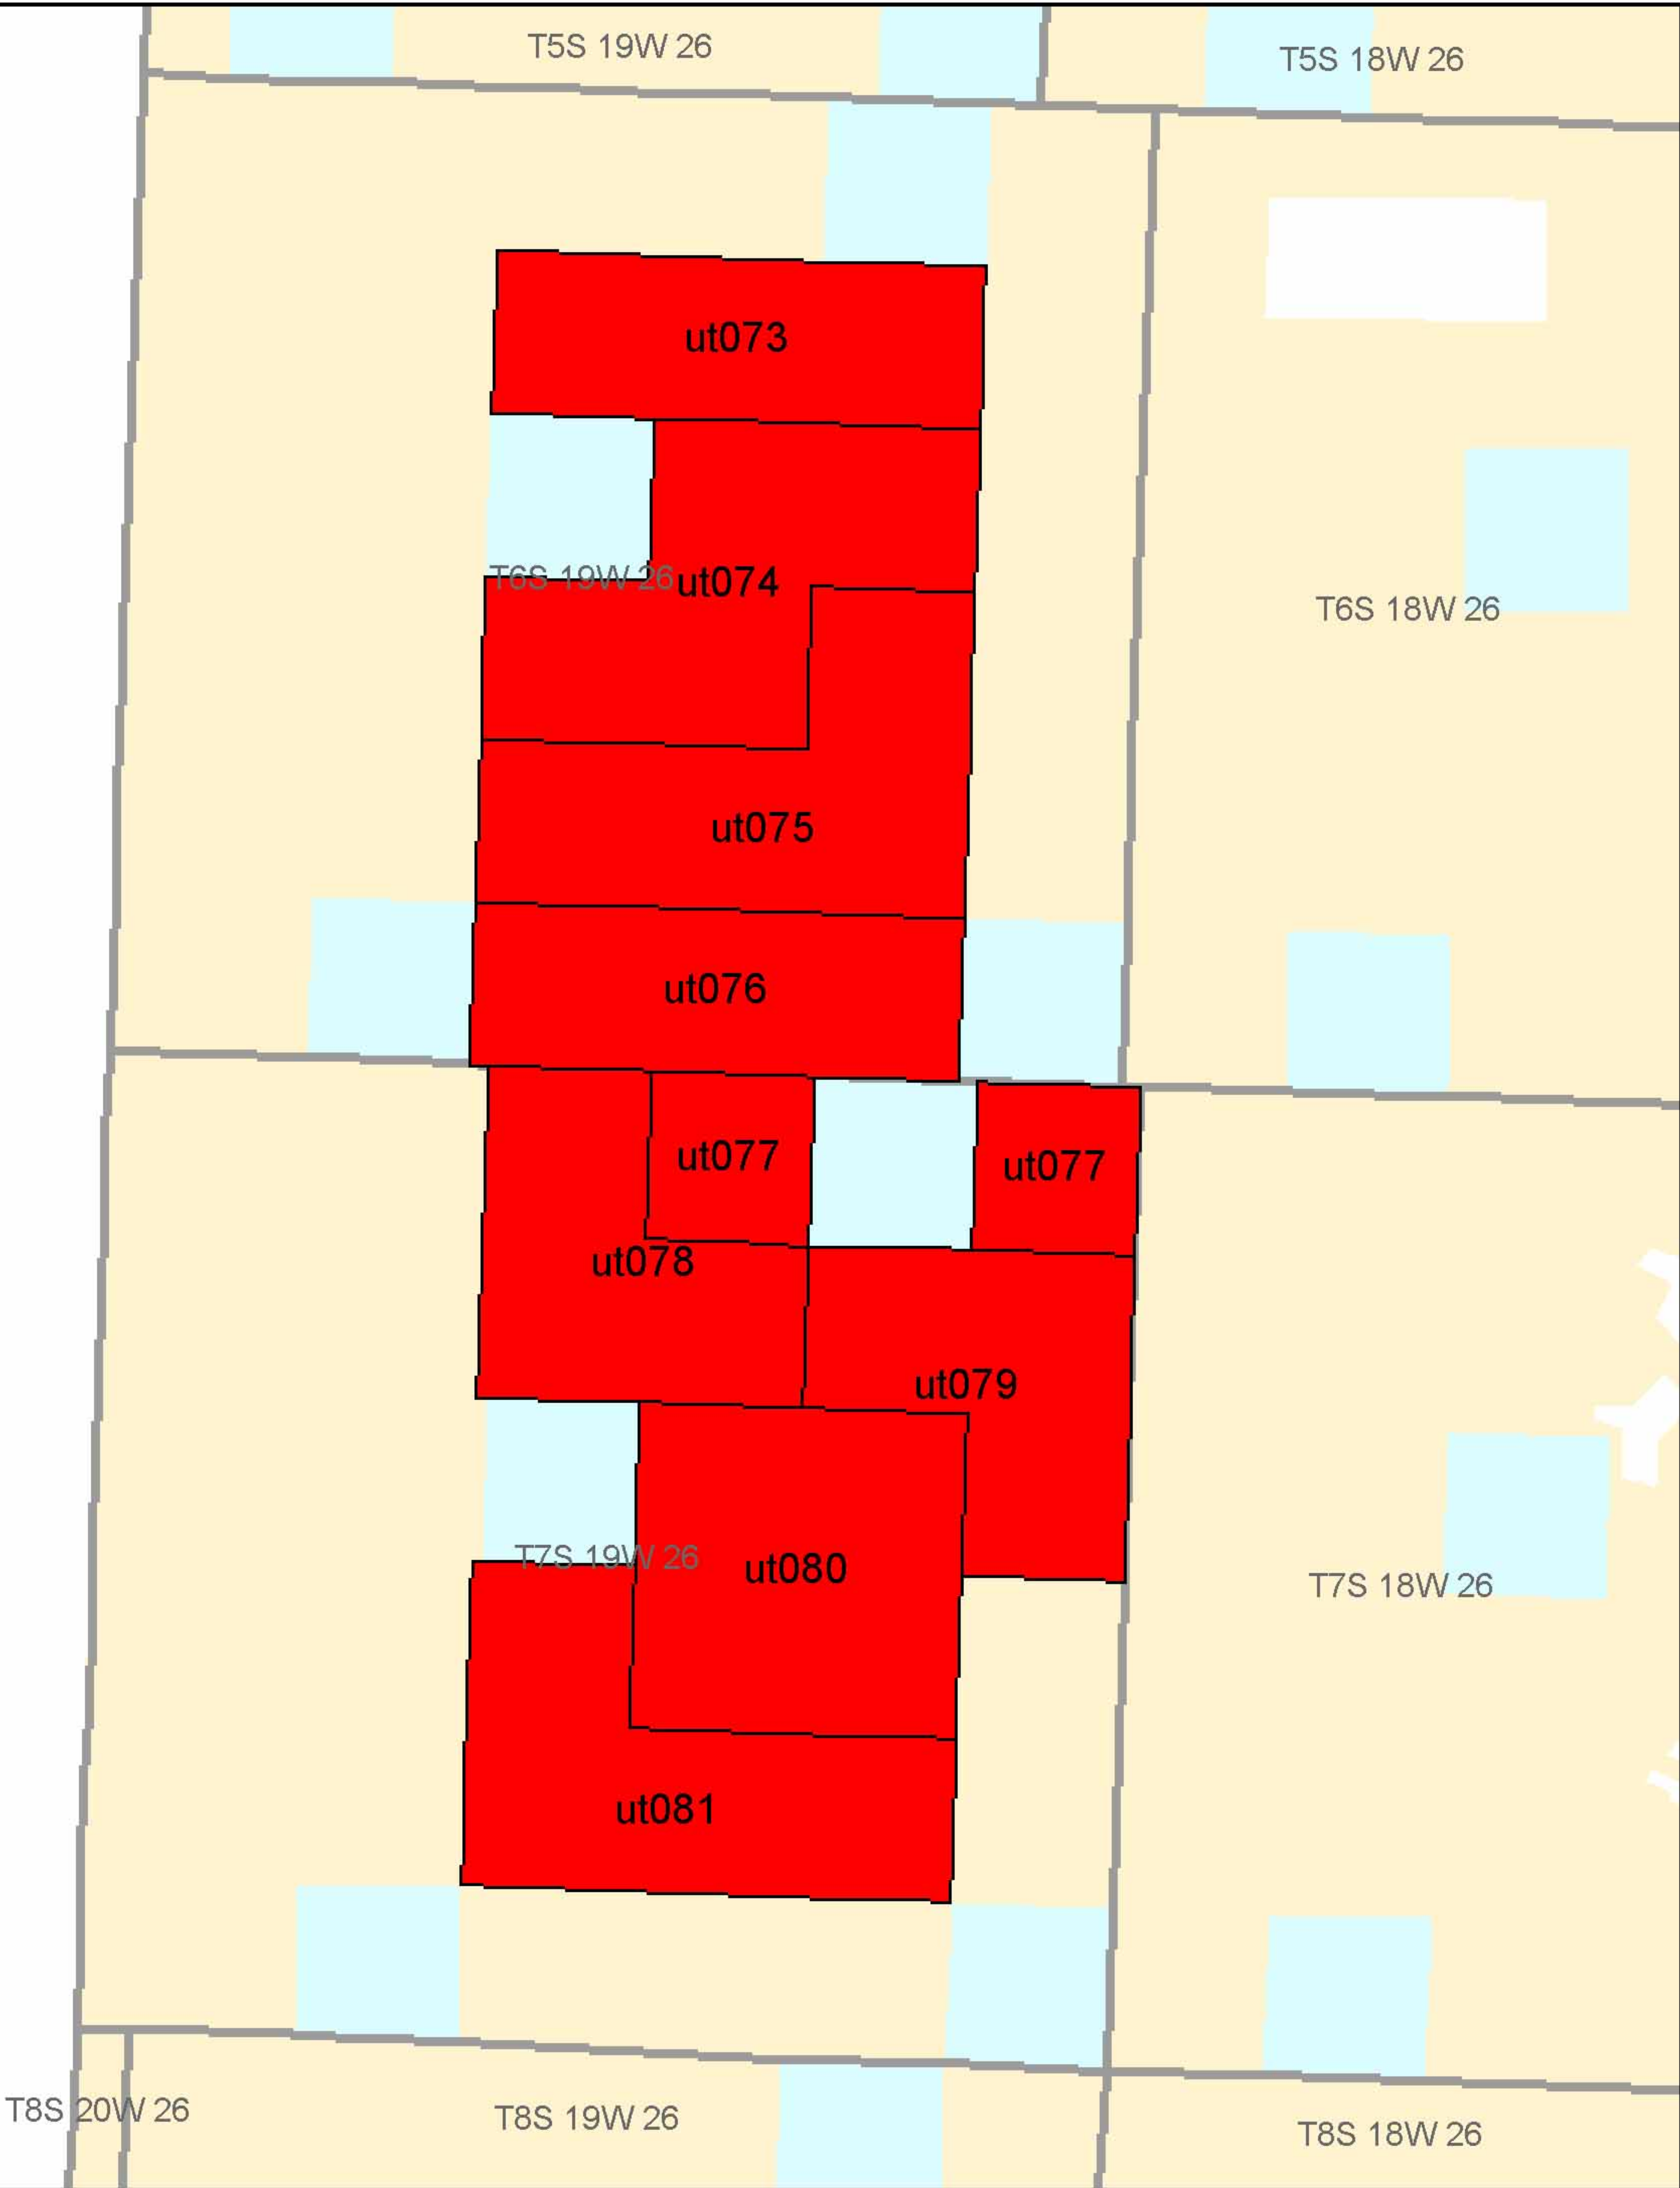 T5S 19W 26
T5S 18W 26
ut073
T6S 19W 26
ut074
T6S 18W 26
ut075
ut076
ut077
ut077
ut078
ut079
T7S 19W 26
ut080
T7S 18W 26
ut081
T8S 20W 26
T8S 19W 26
T8S 18W 26